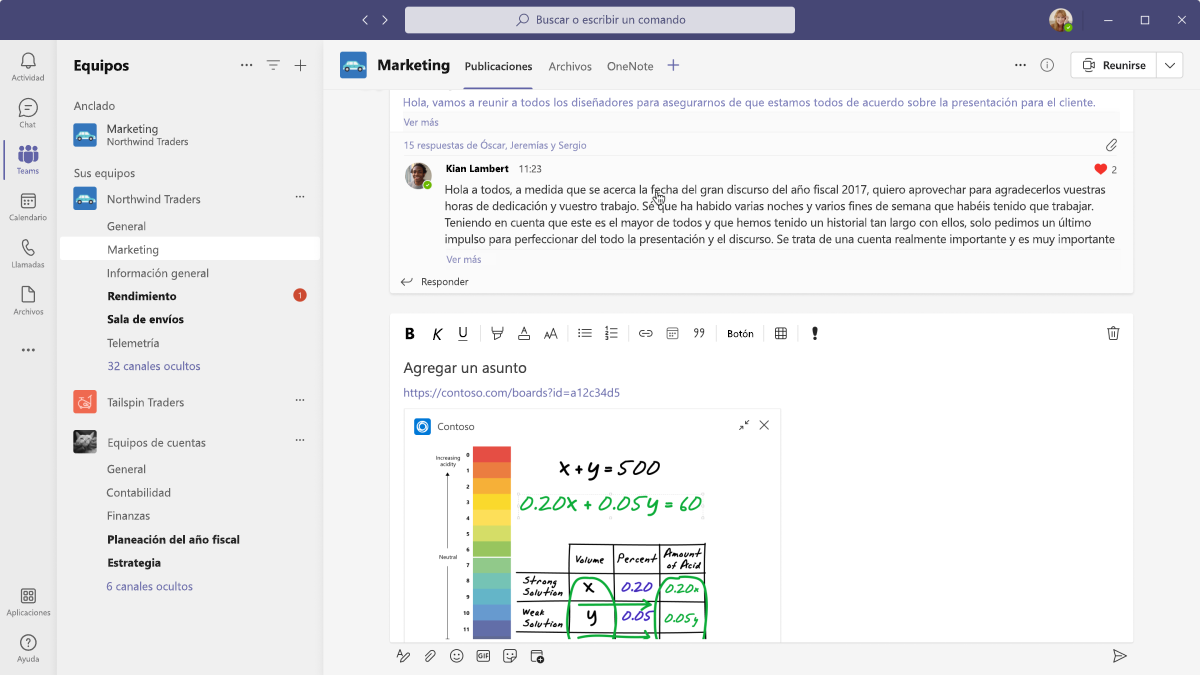 Buscar o escribir un comando
Actividad
Chat
Teams
Calendario
Llamadas
Archivos
Aplicaciones
Ayuda
Equipos
Anclado
Marketing
Northwind Traders
Sus equipos
Northwind Traders
General
Marketing
Información general
Rendimiento
1
Sala de envíos
Telemetría
32 canales ocultos
Tailspin Traders
Equipos de cuentas
General
Contabilidad
Finanzas
Planeación del año fiscal
Estrategia
6 canales ocultos
Marketing Publicaciones Archivos OneNote
Reunirse
Hola, vamos a reunir a todos los diseñadores para asegurarnos de que estamos todos de acuerdo sobre la presentación para el cliente.
Ver más
15 respuestas de Óscar, Jeremías y Sergio
Kian Lambert 11:23
2
Hola a todos, a medida que se acerca la fecha del gran discurso del año fiscal 2017, quiero aprovechar para agradecerlos vuestras
horas de dedicación y vuestro trabajo. Sé que ha habido varias noches y varios fines de semana que habéis tenido que trabajar.
Teniendo en cuenta que este es el mayor de todos y que hemos tenido un historial tan largo con ellos, solo pedimos un último
impulso para perfeccionar del todo la presentación y el discurso. Se trata de una cuenta realmente importante y es muy importante
Ver más
Responder
B K U A AA Botón
Agregar un asunto
https://contoso.com/boards?id=a12c34d5
Contoso
Increasing
acidity
Neutral
0
1
2
3
4
5
6
7
8
9
10
11
x + y = 500
0.20x + 0.05y = 60
Volume Percent Amount of Acid
Strong Solution x 0.20 0.20x
Weak Solution y 0.05 0.05y
GIF